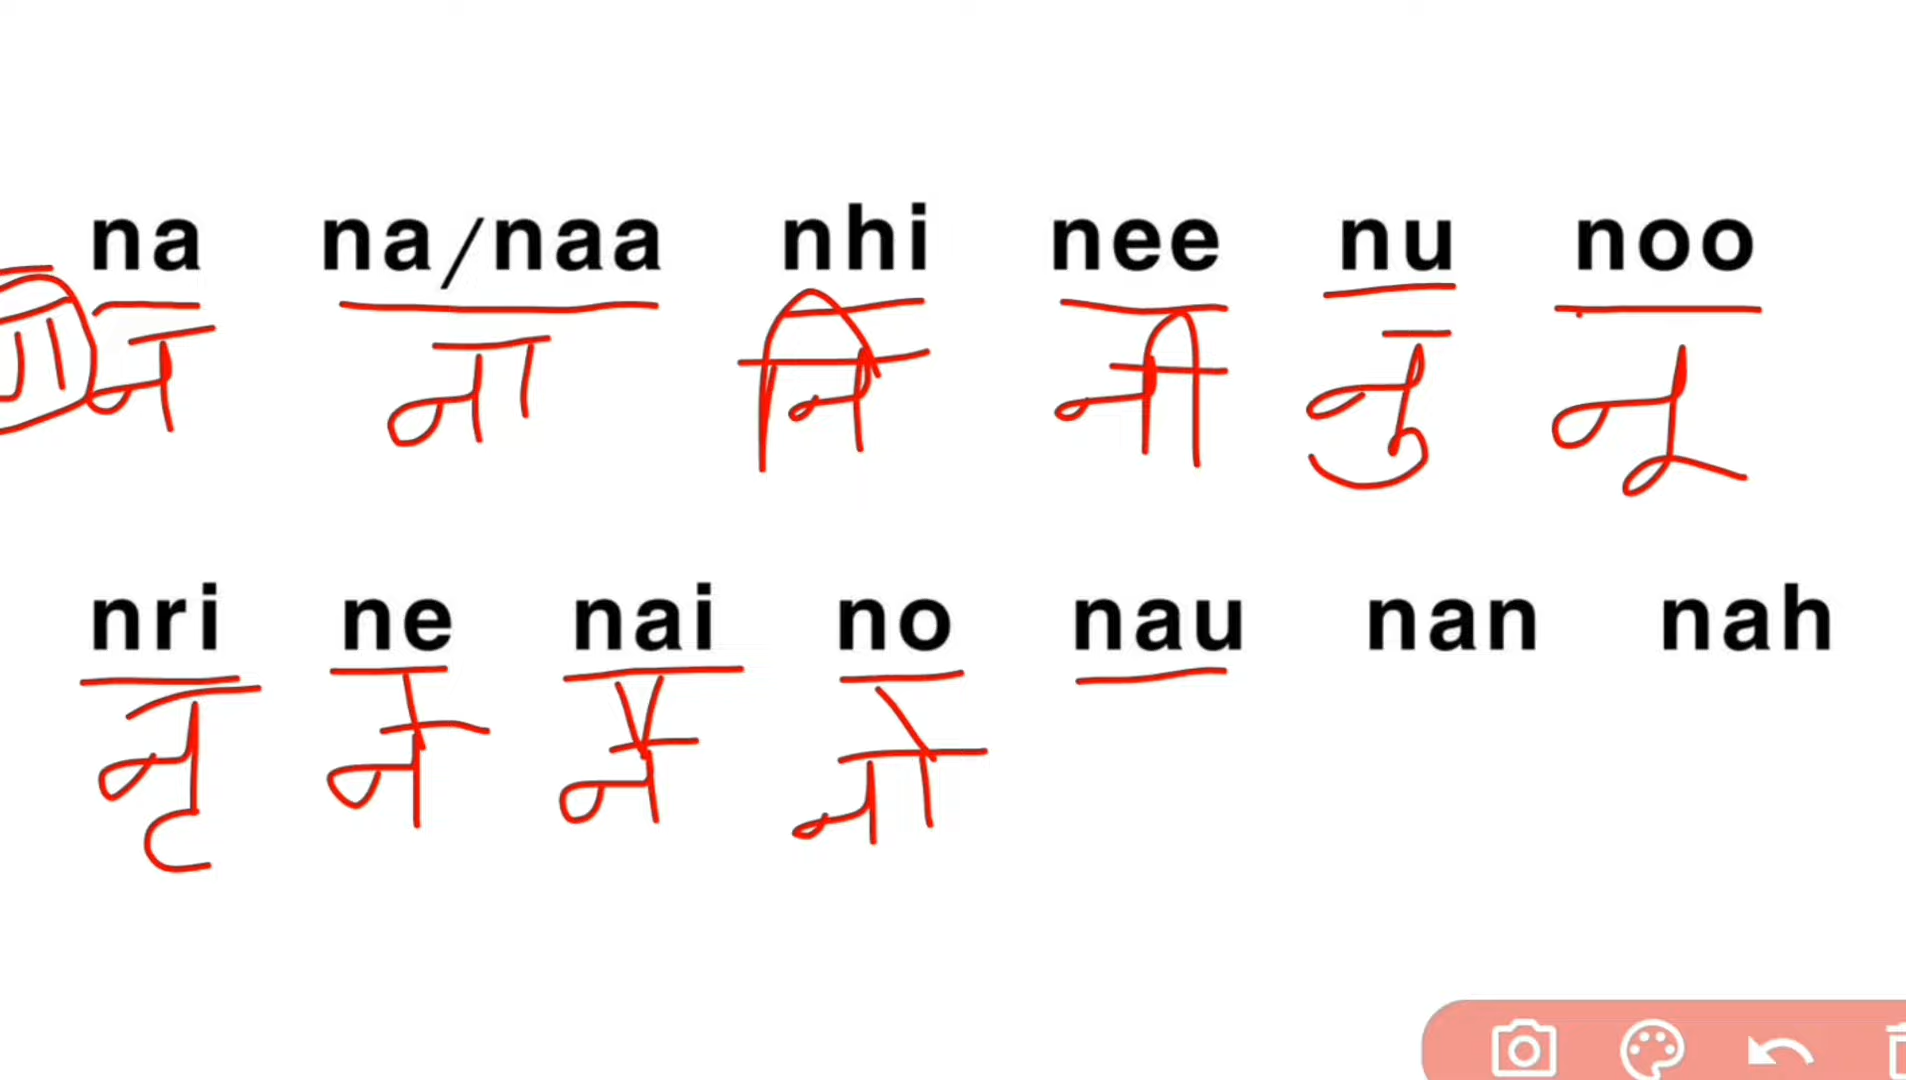 na na/naa nhi nee nu noo
ण न ना नि नी नु नू
nri ne nai no nau nan nah
नृ ने नै नो